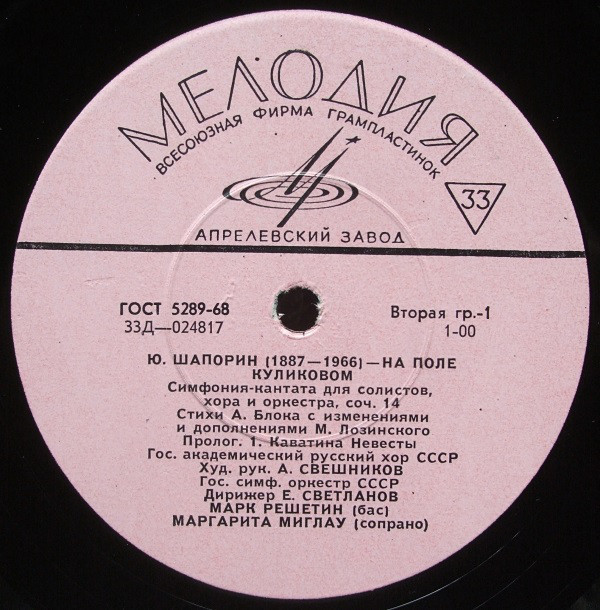 МЕЛОДИЯ
ВСЕСОЮЗНАЯ ФИРМА ГРАМПЛАСТИНОК
33
АПРЕЛЕВСКИЙ ЗАВОД
ГОСТ 5289-68 Вторая гр.-1
33Д—024817 1-00
Ю. ШАПОРИН (1887—1966)—НА ПОЛЕ
КУЛИКОВОМ
Симфония-кантата для солистов,
хора и оркестра, соч. 14
Стихи А. Блока с изменениями
и дополнениями М. Лозинского
Пролог. 1. Каватина Невесты
Гос. академический русский хор СССР
Худ. рук. А. СВЕШНИКОВ
Гос. симф. оркестр СССР
Дирижер Е. СВЕТЛАНОВ
МАРК РЕШЕТИН (бас)
МАРГАРИТА МИГЛАУ (сопрано)